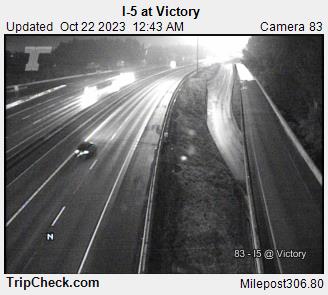 I-5 at Victory
Updated Oct 22 2023 12:43 AM Camera 83
T
N
83 - I5 @ Victory
TripCheck.com Milepost306.80